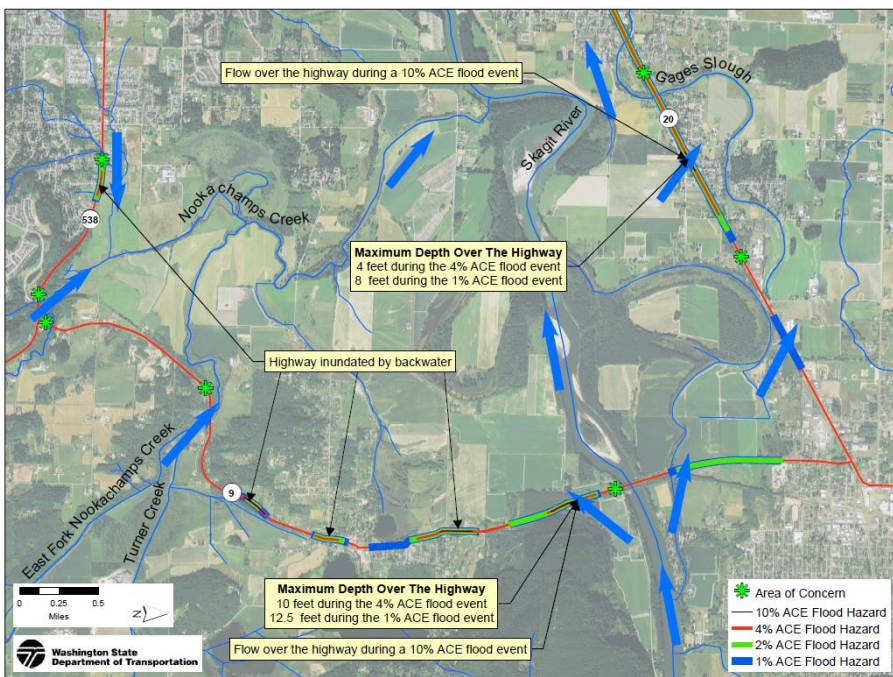 Flow over the highway during a 10% ACE flood event
Gages Slough
20
Skagit River
538
Nookachamps Creek
Maximum Depth Over The Highway
4 feet during the 4% ACE flood event
8 feet during the 1% ACE flood event
Highway inundated by backwater
East Fork Nookachamps Creek
Turner Creek
9
Maximum Depth Over The Highway
10 feet during the 4% ACE flood event
12.5 feet during the 1% ACE flood event
Flow over the highway during a 10% ACE flood event
0 0.25 0.5
Miles
N
Washington State
Department of Transportation
Area of Concern
10% ACE Flood Hazard
4% ACE Flood Hazard
2% ACE Flood Hazard
1% ACE Flood Hazard